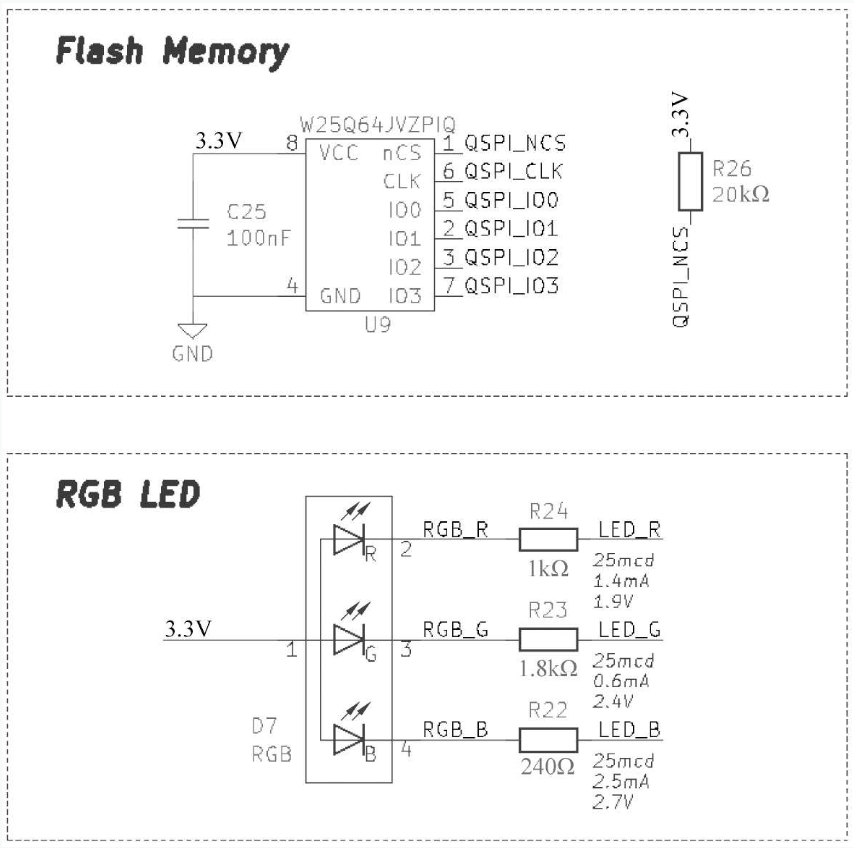 Flash Memory
W25Q64JVZPIQ
3.3V
8
VCC
nCS
1
QSPI_NCS
CLK
6
QSPI_CLK
IO0
5
QSPI_IO0
IO1
2
QSPI_IO1
IO2
3
QSPI_IO2
4
GND
IO3
7
QSPI_IO3
U9
C25
100nF
GND
3.3V
R26
20kΩ
QSPI_NCS
RGB LED
R24
R
2
RGB_R
LED_R
1kΩ
25mcd
1.4mA
1.9V
R23
3.3V
1
G
3
RGB_G
LED_G
1.8kΩ
25mcd
0.6mA
2.4V
R22
D7
RGB
B
4
RGB_B
LED_B
240Ω
25mcd
2.5mA
2.7V